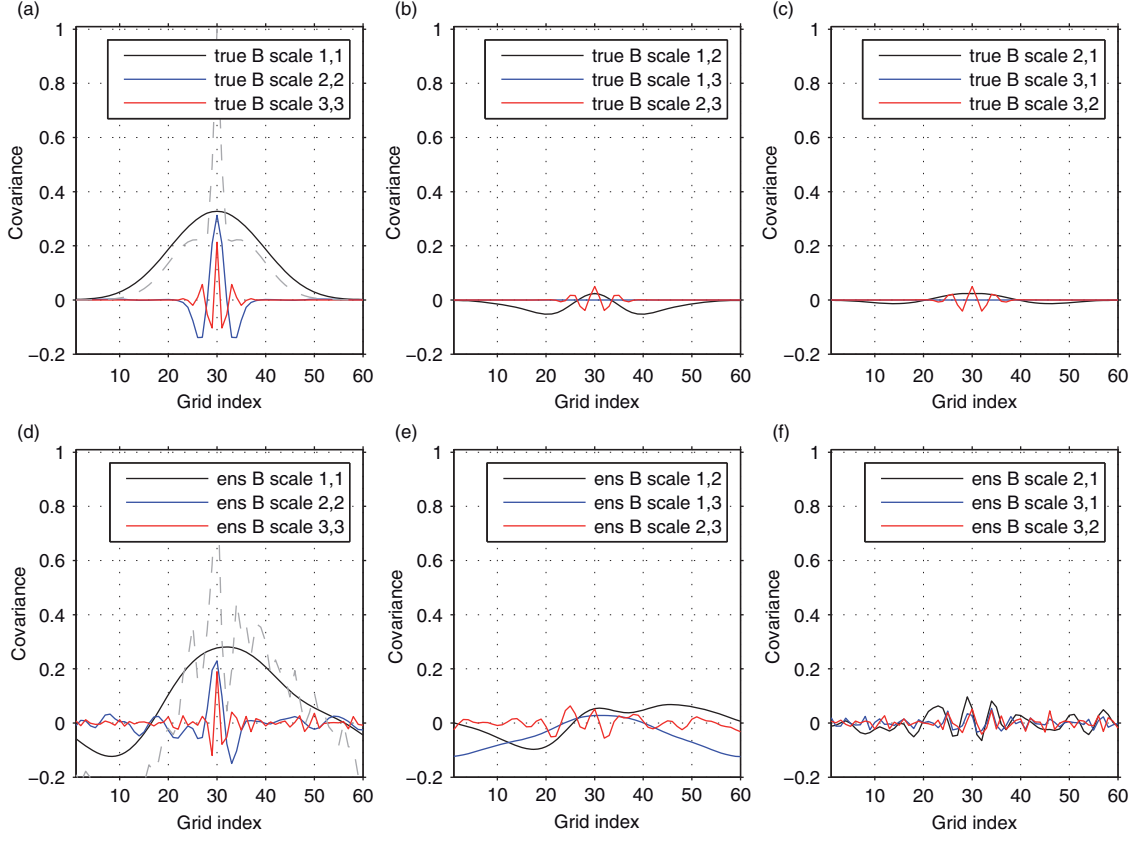 (a)
1
0.8
0.6
0.4
0.2
0
−0.2
Covariance
true B scale 1,1
true B scale 2,2
true B scale 3,3
10 20 30 40 50 60
Grid index
(b)
1
0.8
0.6
0.4
0.2
0
−0.2
Covariance
true B scale 1,2
true B scale 1,3
true B scale 2,3
10 20 30 40 50 60
Grid index
(c)
1
0.8
0.6
0.4
0.2
0
−0.2
Covariance
true B scale 2,1
true B scale 3,1
true B scale 3,2
10 20 30 40 50 60
Grid index
(d)
1
0.8
0.6
0.4
0.2
0
−0.2
Covariance
ens B scale 1,1
ens B scale 2,2
ens B scale 3,3
10 20 30 40 50 60
Grid index
(e)
1
0.8
0.6
0.4
0.2
0
−0.2
Covariance
ens B scale 1,2
ens B scale 1,3
ens B scale 2,3
10 20 30 40 50 60
Grid index
(f)
1
0.8
0.6
0.4
0.2
0
−0.2
Covariance
ens B scale 2,1
ens B scale 3,1
ens B scale 3,2
10 20 30 40 50 60
Grid index